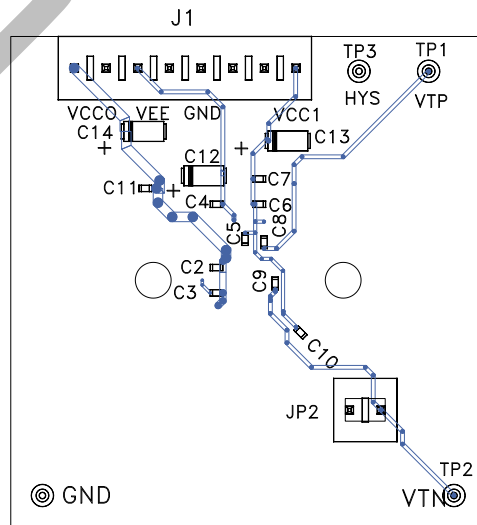 J1
TP3
TP1
HYS
VTP
VCCO VEE GND VCC1
C14
C13
C12
C11
C7
C4
C6
C5
C8
C2
C9
C3
C10
JP2
TP2
GND
VTN